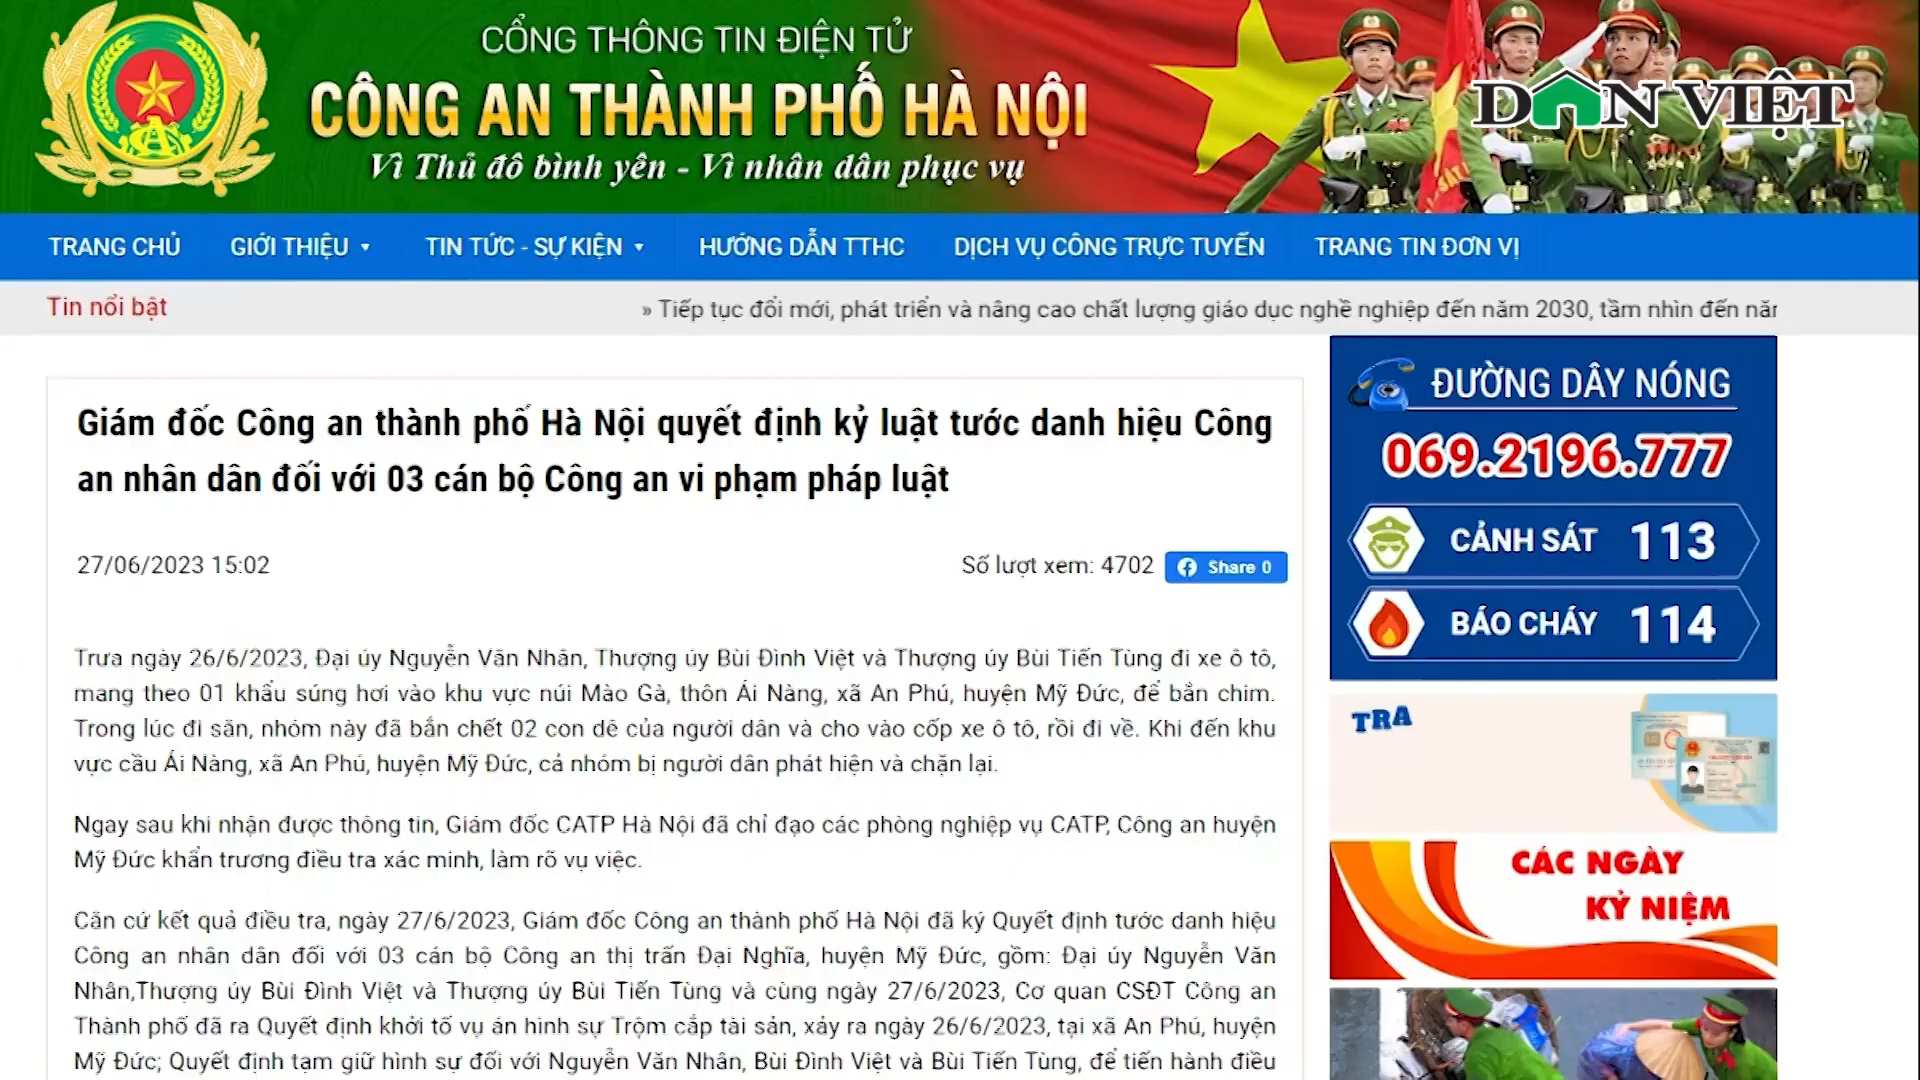 CỔNG THÔNG TIN ĐIỆN TỬ
CÔNG AN THÀNH PHỐ HÀ NỘI
Vì Thủ đô bình yên - Vì nhân dân phục vụ
DÂN VIỆT
TRANG CHỦ GIỚI THIỆU TIN TỨC - SỰ KIỆN HƯỚNG DẪN TTHC DỊCH VỤ CÔNG TRỰC TUYẾN TRANG TIN ĐƠN VỊ
Tin nổi bật
» Tiếp tục đổi mới, phát triển và nâng cao chất lượng giáo dục nghề nghiệp đến năm 2030, tầm nhìn đến năm
Giám đốc Công an thành phố Hà Nội quyết định kỷ luật tước danh hiệu Công
an nhân dân đối với 03 cán bộ Công an vi phạm pháp luật
27/06/2023 15:02
Số lượt xem: 4702
Share 0
Trưa ngày 26/6/2023, Đại úy Nguyễn Văn Nhân, Thượng úy Bùi Đình Việt và Thượng úy Bùi Tiến Tùng đi xe ô tô,
mang theo 01 khẩu súng hơi vào khu vực núi Mào Gà, thôn Ái Nàng, xã An Phú, huyện Mỹ Đức, để bắn chim.
Trong lúc đi săn, nhóm này đã bắn chết 02 con dê của người dân và cho vào cốp xe ô tô, rồi đi về. Khi đến khu
vực cầu Ái Nàng, xã An Phú, huyện Mỹ Đức, cả nhóm bị người dân phát hiện và chặn lại.
Ngay sau khi nhận được thông tin, Giám đốc CATP Hà Nội đã chỉ đạo các phòng nghiệp vụ CATP, Công an huyện
Mỹ Đức khẩn trương điều tra xác minh, làm rõ vụ việc.
Căn cứ kết quả điều tra, ngày 27/6/2023, Giám đốc Công an thành phố Hà Nội đã ký Quyết định tước danh hiệu
Công an nhân dân đối với 03 cán bộ Công an thị trấn Đại Nghĩa, huyện Mỹ Đức, gồm: Đại úy Nguyễn Văn
Nhân,Thượng úy Bùi Đình Việt và Thượng úy Bùi Tiến Tùng và cùng ngày 27/6/2023, Cơ quan CSĐT Công an
Thành phố đã ra Quyết định khởi tố vụ án hình sự Trộm cắp tài sản, xảy ra ngày 26/6/2023, tại xã An Phú, huyện
Mỹ Đức; Quyết định tạm giữ hình sự đối với Nguyễn Văn Nhân, Bùi Đình Việt và Bùi Tiến Tùng, để tiến hành điều
ĐƯỜNG DÂY NÓNG
069.2196.777
CẢNH SÁT 113
BÁO CHÁY 114
TRA
CÁC NGÀY
KỶ NIỆM